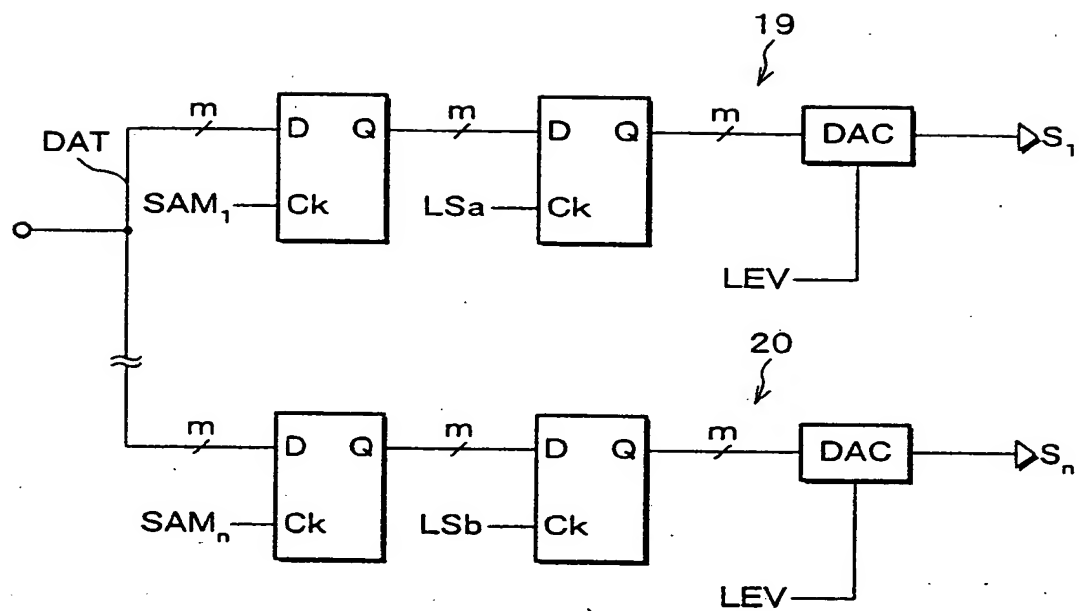 19
m m m
D Q D Q DAC S₁
DAT
SAM₁ Ck LSa Ck
LEV
20
m m m
D Q D Q DAC Sₙ
SAMₙ Ck LSb Ck
LEV